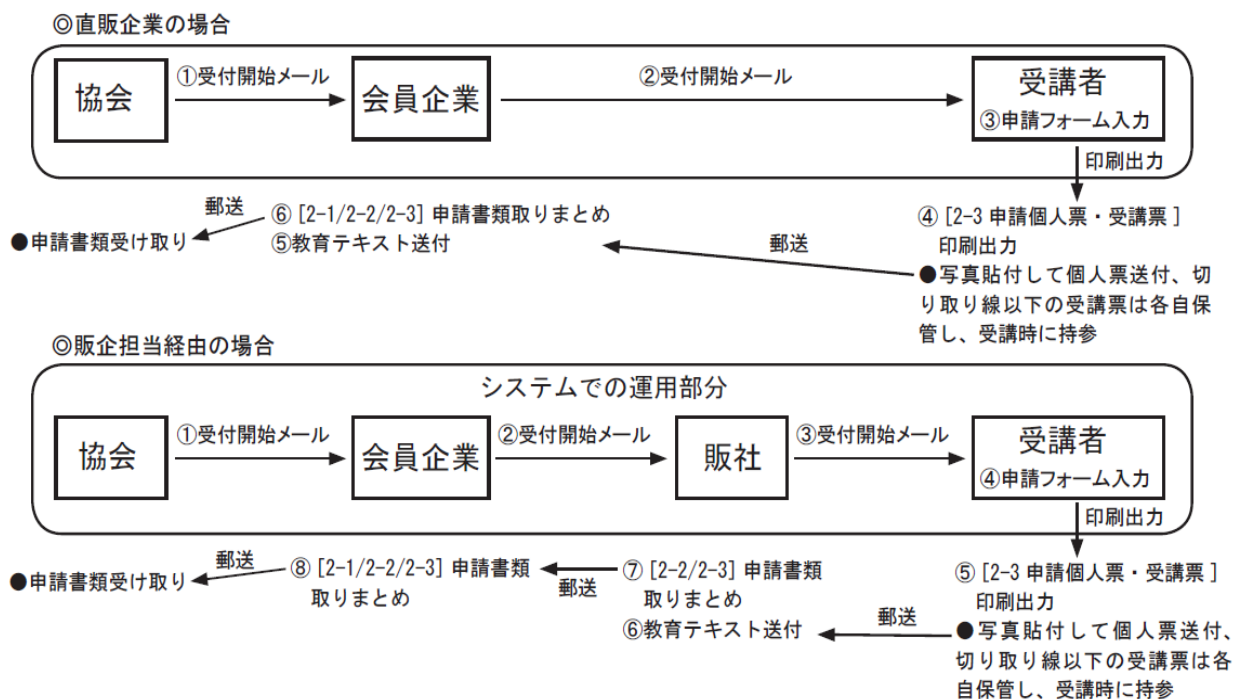 ◎直販企業の場合
協会
①受付開始メール
会員企業
②受付開始メール
受講者
③申請フォーム入力
印刷出力
④ [2-3 申請個人票・受講票 ]
印刷出力
●写真貼付して個人票送付、切
り取り線以下の受講票は各自保
管し、受講時に持参
郵送
⑥ [2-1/2-2/2-3] 申請書類取りまとめ
⑤教育テキスト送付
郵送
●申請書類受け取り
◎販企担当経由の場合
システムでの運用部分
協会
①受付開始メール
会員企業
②受付開始メール
販社
③受付開始メール
受講者
④申請フォーム入力
印刷出力
⑤ [2-3 申請個人票・受講票 ]
印刷出力
●写真貼付して個人票送付、
切り取り線以下の受講票は各
自保管し、受講時に持参
郵送
⑦ [2-2/2-3] 申請書類
取りまとめ
⑥教育テキスト送付
郵送
⑧ [2-1/2-2/2-3] 申請書類
取りまとめ
郵送
●申請書類受け取り